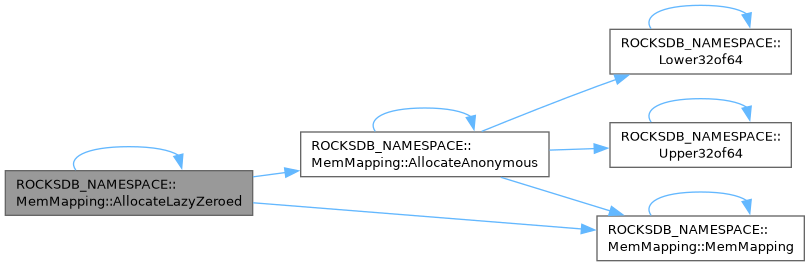 ROCKSDB_NAMESPACE::
MemMapping::AllocateLazyZeroed
ROCKSDB_NAMESPACE::
MemMapping::AllocateAnonymous
ROCKSDB_NAMESPACE::
Lower32of64
ROCKSDB_NAMESPACE::
Upper32of64
ROCKSDB_NAMESPACE::
MemMapping::MemMapping